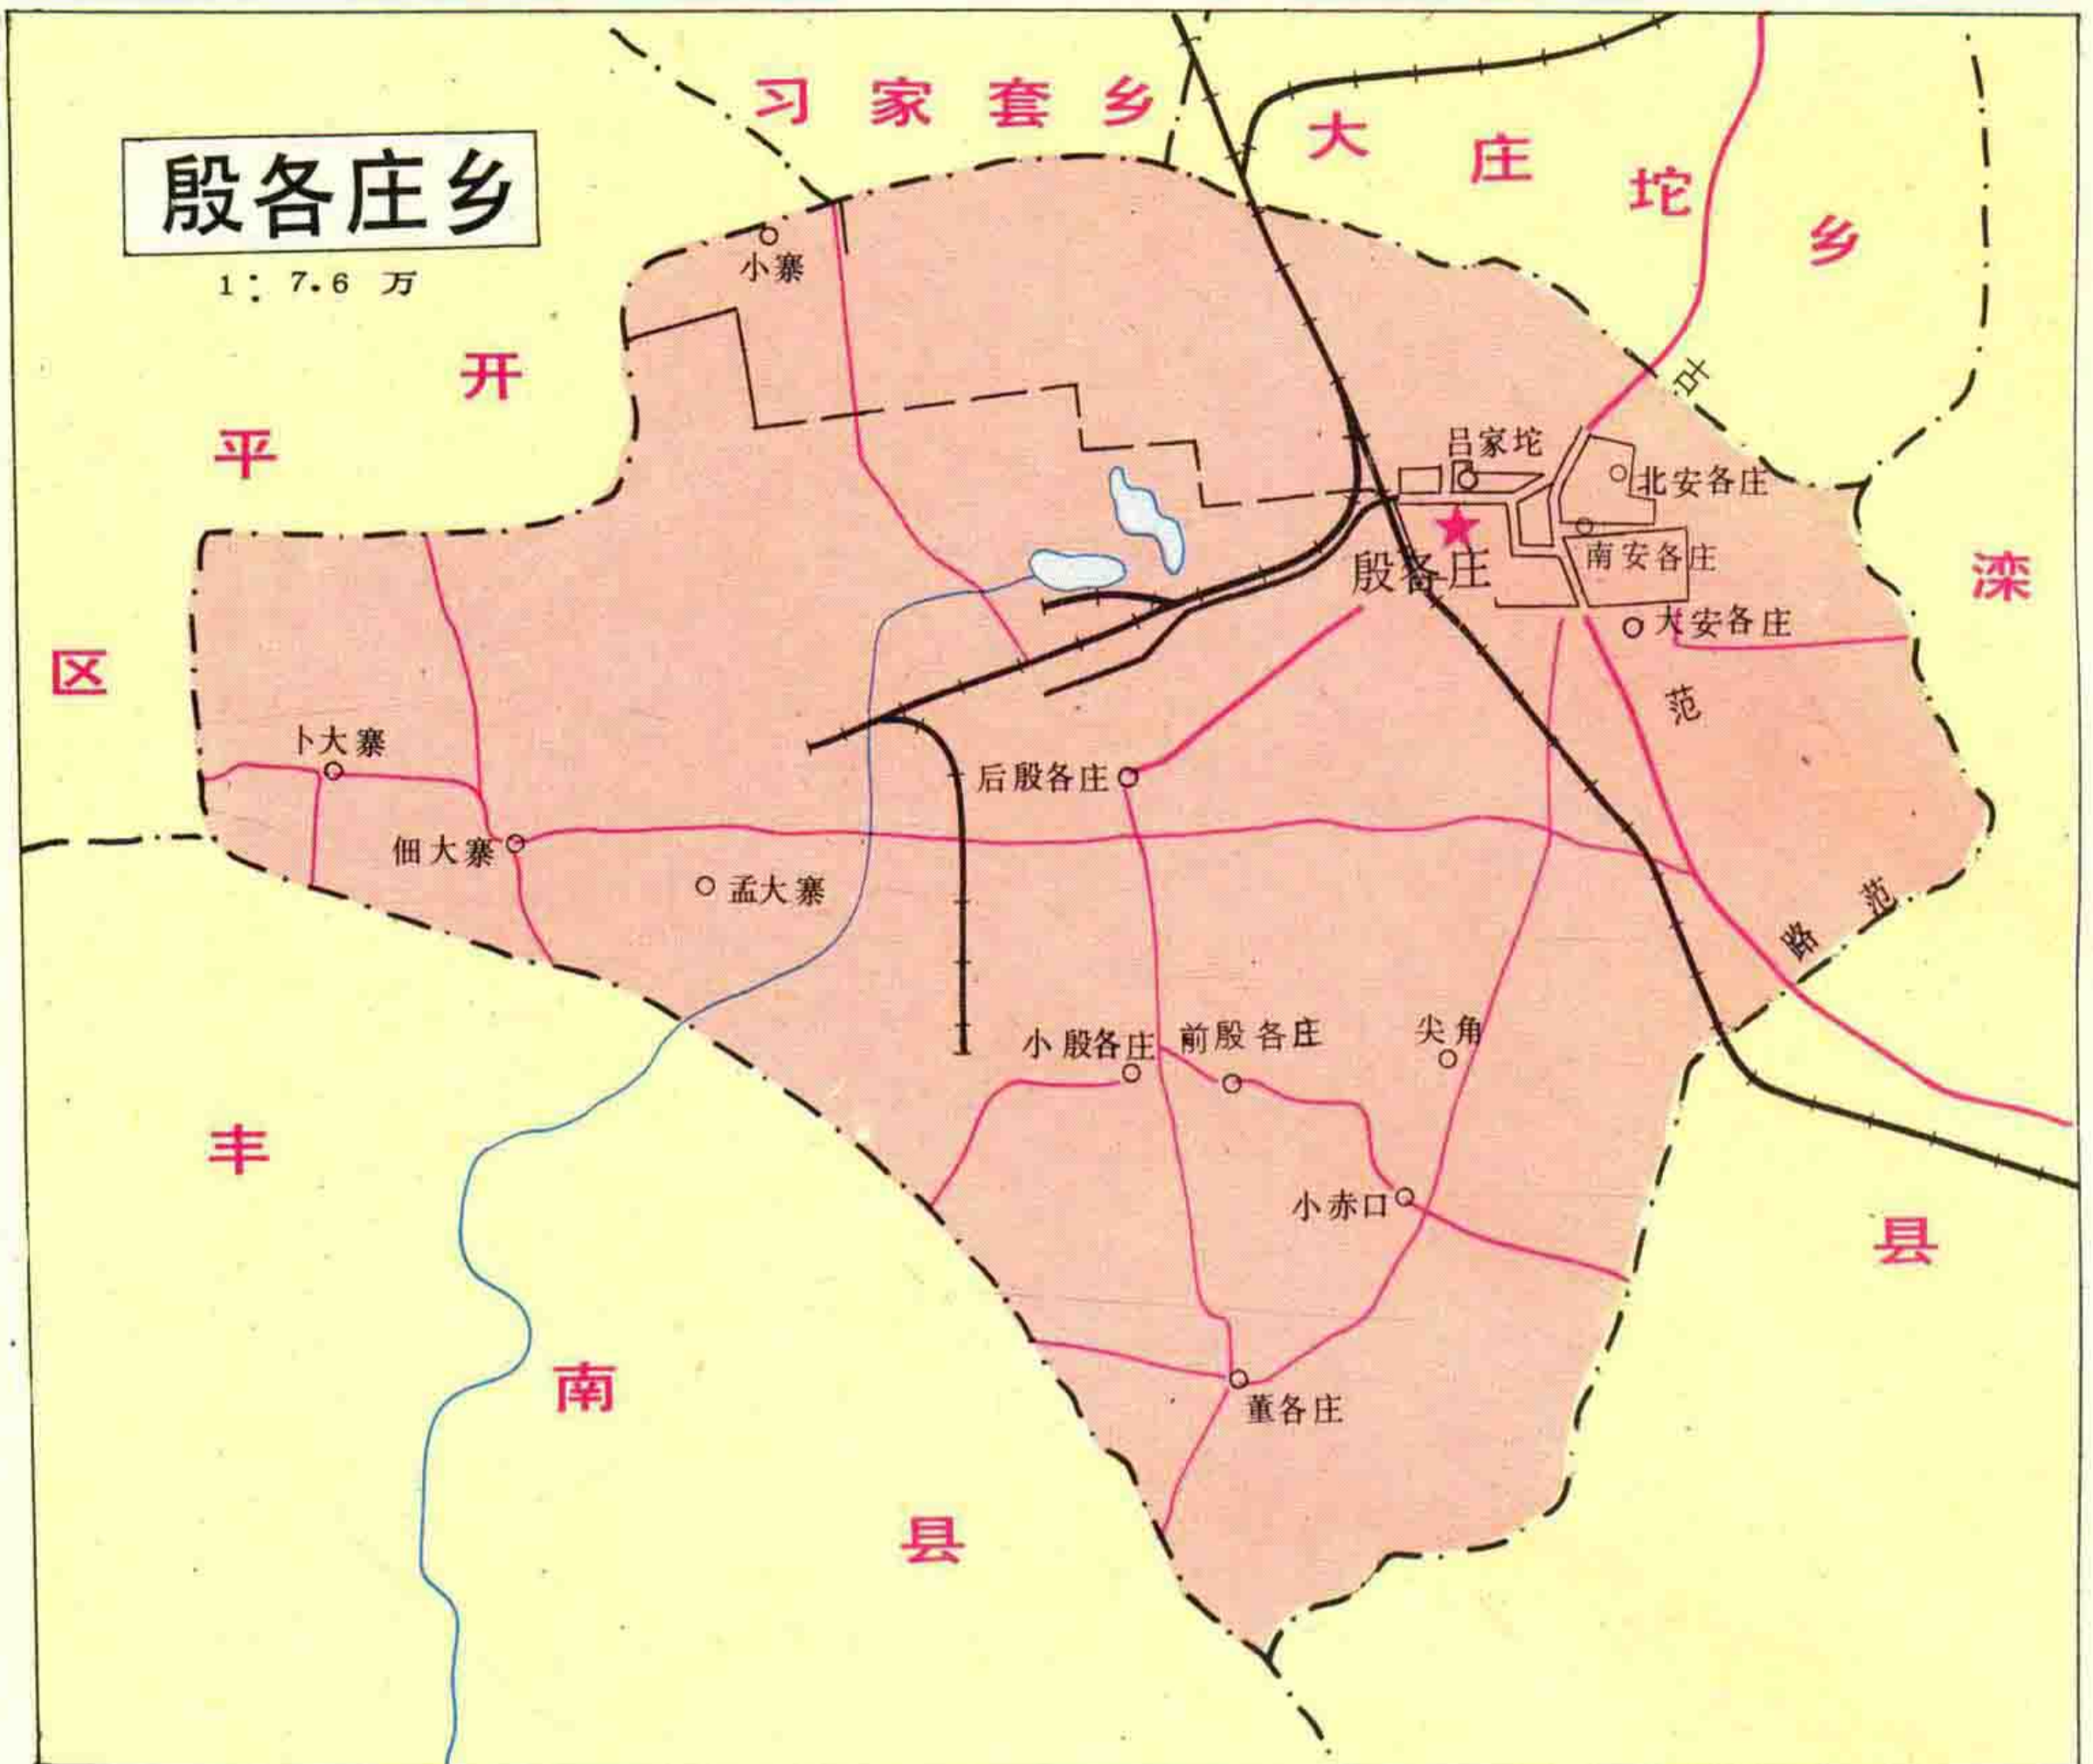 殷各庄乡
1：7.6 万
习家套乡
大庄坨乡
开平区
滦县
丰南县
小寨
吕家坨
北安各庄
殷各庄
南安各庄
大安各庄
古范路
范
卜大寨
佃大寨
孟大寨
后殷各庄
小殷各庄
前殷各庄
尖角
小赤口
董各庄